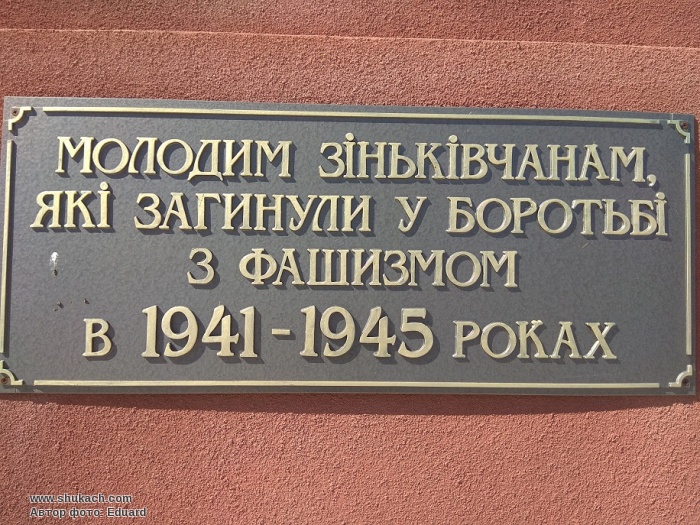 МОЛОДИМ ЗІНЬКІВЧАНАМ,
ЯКІ ЗАГИНУЛИ У БОРОТЬБІ
З ФАШИЗМОМ
В 1941-1945 РОКАХ
www.shukach.com
Автор фото: Eduard